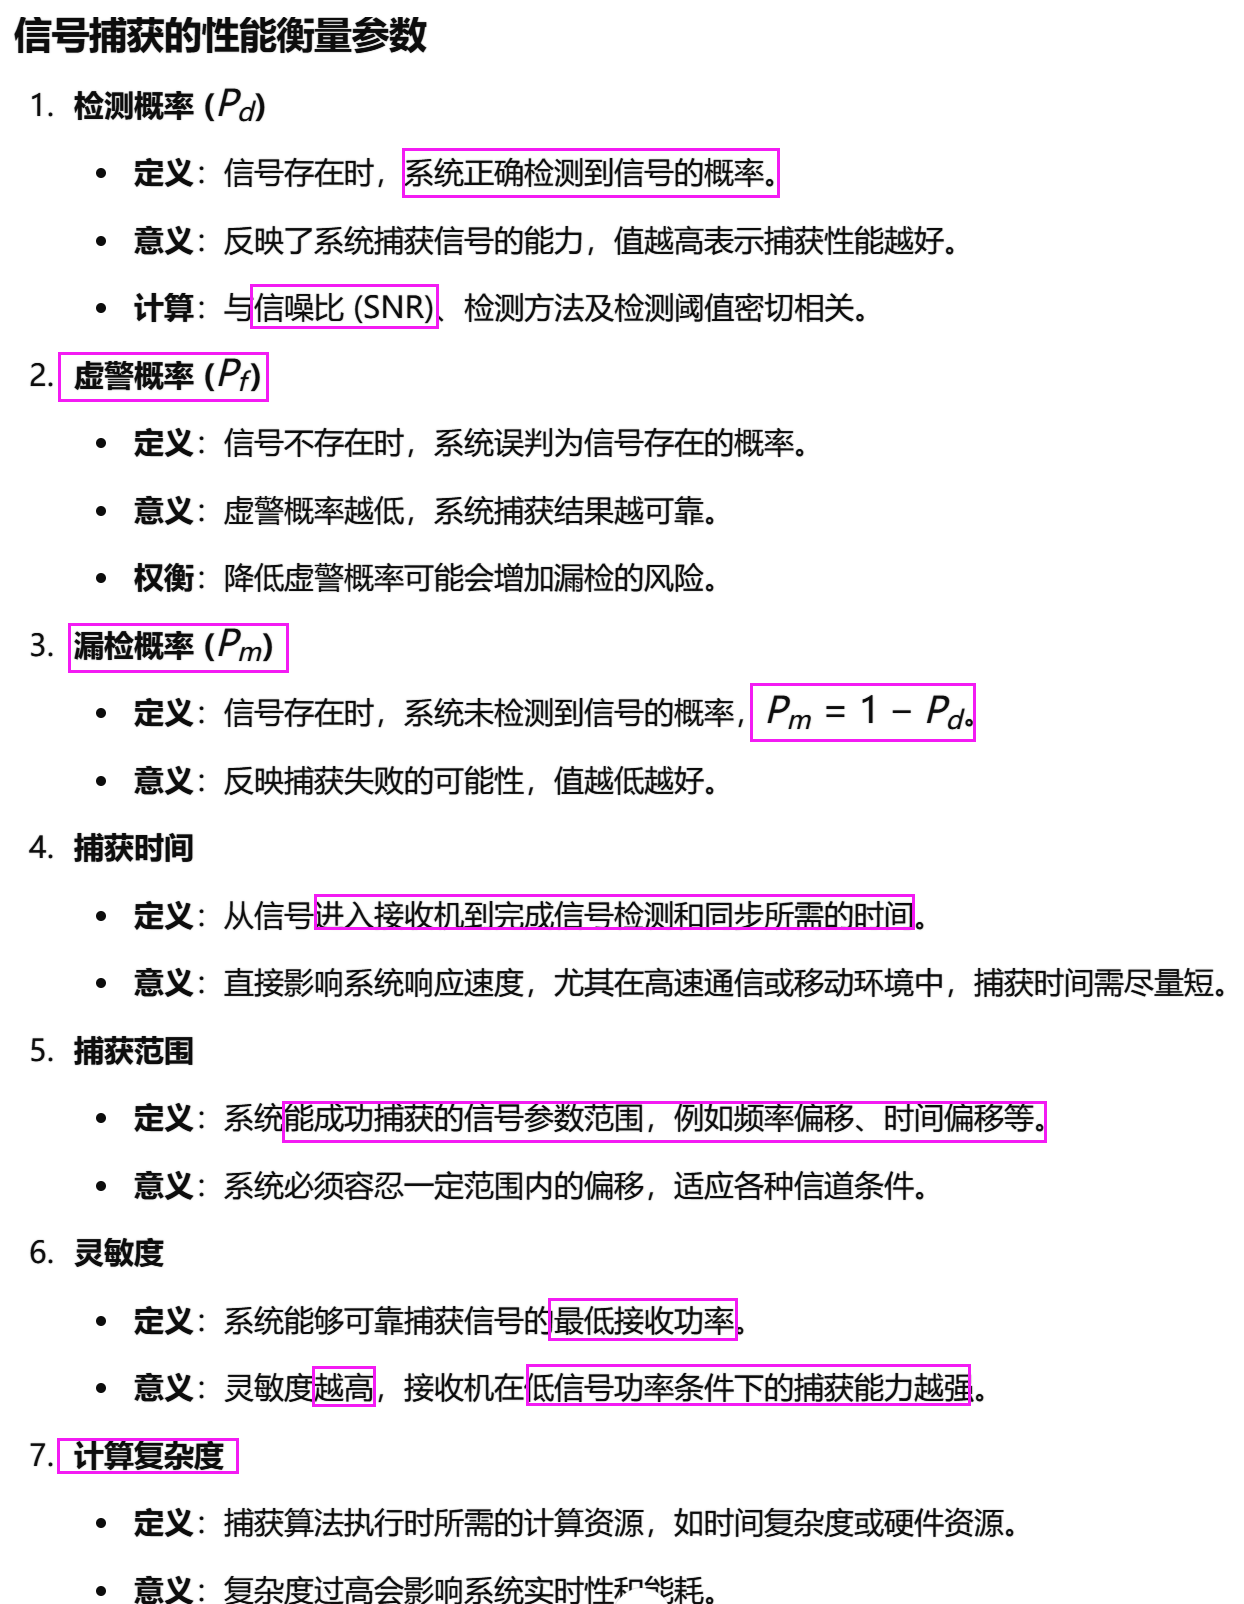 信号捕获的性能衡量参数
1. 检测概率 (P_d)
• 定义：信号存在时，系统正确检测到信号的概率。
• 意义：反映了系统捕获信号的能力，值越高表示捕获性能越好。
• 计算：与信噪比 (SNR)、检测方法及检测阈值密切相关。
2. 虚警概率 (P_f)
• 定义：信号不存在时，系统误判为信号存在的概率。
• 意义：虚警概率越低，系统捕获结果越可靠。
• 权衡：降低虚警概率可能会增加漏检的风险。
3. 漏检概率 (P_m)
• 定义：信号存在时，系统未检测到信号的概率，P_m = 1 − P_d。
• 意义：反映捕获失败的可能性，值越低越好。
4. 捕获时间
• 定义：从信号进入接收机到完成信号检测和同步所需的时间。
• 意义：直接影响系统响应速度，尤其在高速通信或移动环境中，捕获时间需尽量短。
5. 捕获范围
• 定义：系统能成功捕获的信号参数范围，例如频率偏移、时间偏移等。
• 意义：系统必须容忍一定范围内的偏移，适应各种信道条件。
6. 灵敏度
• 定义：系统能够可靠捕获信号的最低接收功率。
• 意义：灵敏度越高，接收机在低信号功率条件下的捕获能力越强。
7. 计算复杂度
• 定义：捕获算法执行时所需的计算资源，如时间复杂度或硬件资源。
• 意义：复杂度过高会影响系统实时性和能耗。